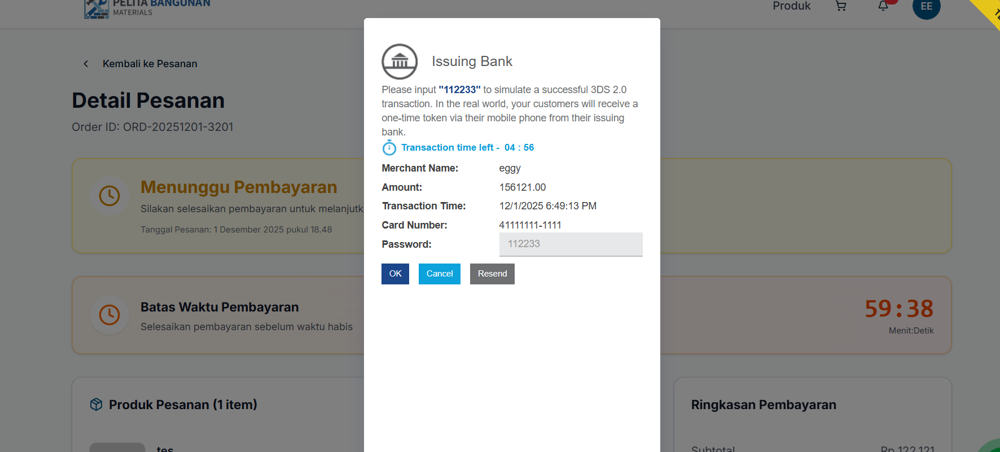 PELITA BANGUNAN
MATERIALS
Produk
EE
Kembali ke Pesanan
Detail Pesanan
Order ID: ORD-20251201-3201
Menunggu Pembayaran
Silakan selesaikan pembayaran untuk
Tanggal Pesanan: 1 Desember 2025 pukul 18.48
Batas Waktu Pembayaran
Selesaikan pembayaran sebelum waktu habis
59:38
Menit:Detik
Produk Pesanan (1 item)
tes
Ringkasan Pembayaran
Subtotal
Rp 122.121
Issuing Bank
Please input "112233" to simulate a successful 3DS 2.0
transaction. In the real world, your customers will receive a
one-time token via their mobile phone from their issuing
bank.
Transaction time left - 04 : 56
Merchant Name: eggy
Amount: 156121.00
Transaction Time: 12/1/2025 6:49:13 PM
Card Number: 41111111-1111
Password: 112233
OK
Cancel
Resend